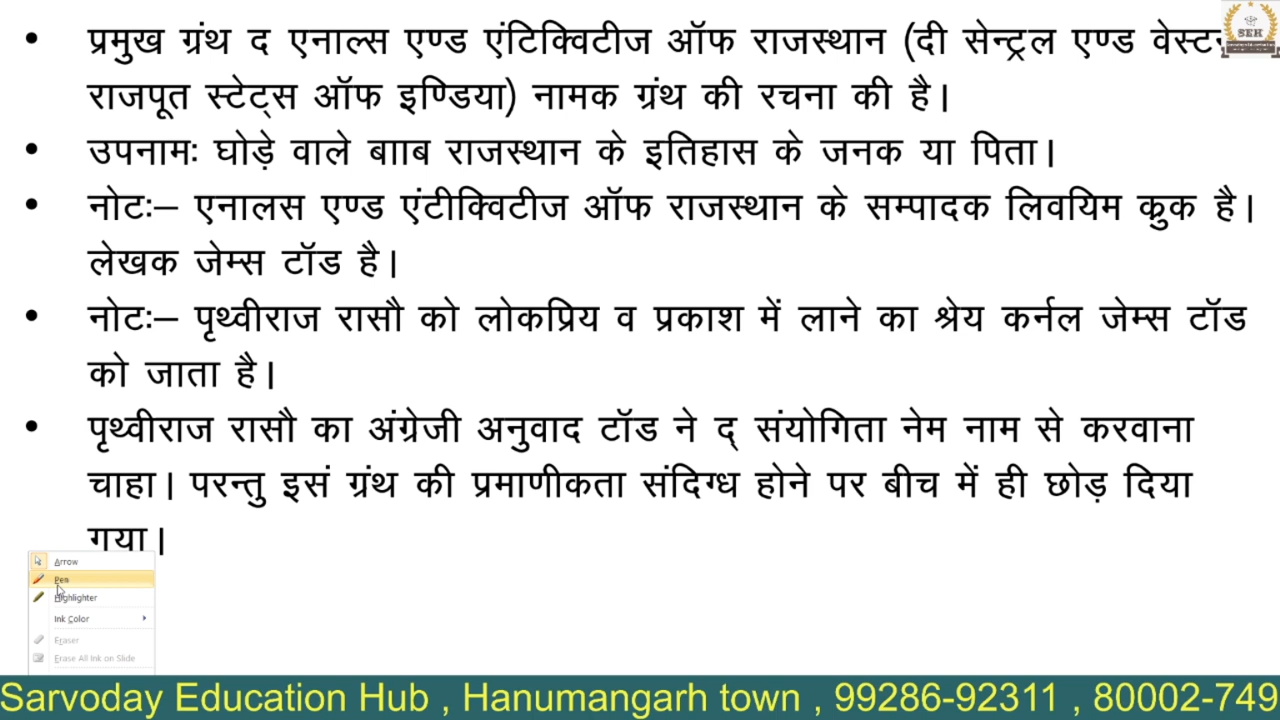 • प्रमुख ग्रंथ द एनाल्स एण्ड एंटिक्विटीज ऑफ राजस्थान (दी सेन्ट्रल एण्ड
राजपूत स्टेट्स ऑफ इण्डिया) नामक ग्रंथ की रचना की है।
• उपनामः घोड़े वाले बााब राजस्थान के इतिहास के जनक या पिता।
• नोटः– एनालस एण्ड एंटीक्विटीज ऑफ राजस्थान के सम्पादक लिवयिम क्रुक है।
लेखक जेम्स टॉड है।
• नोटः– पृथ्वीराज रासौ को लोकप्रिय व प्रकाश में लाने का श्रेय कर्नल जेम्स टॉड
को जाता है।
• पृथ्वीराज रासौ का अंग्रेजी अनुवाद टॉड ने द् संयोगिता नेम नाम से करवाना
चाहा। परन्तु इसं ग्रंथ की प्रमाणीकता संदिग्ध होने पर बीच में ही छोड़ दिया
गया।
SEH
Arrow
Pen
Highlighter
Ink Color
Eraser
Erase All Ink on Slide
Sarvoday Education Hub , Hanumangarh town , 99286-92311 , 80002-749